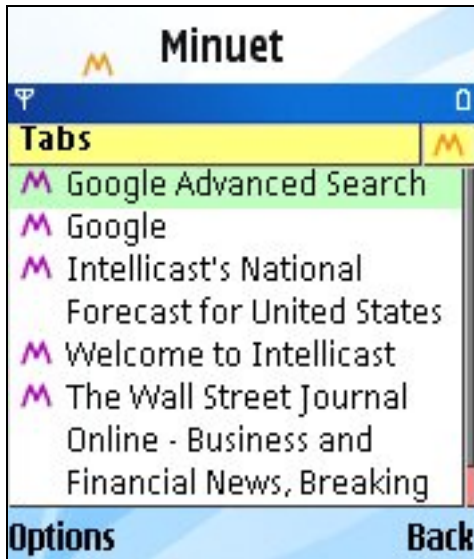 Minuet
Tabs
Google Advanced Search
Google
Intellicast's National
Forecast for United States
Welcome to Intellicast
The Wall Street Journal
Online - Business and
Financial News, Breaking
Options Back